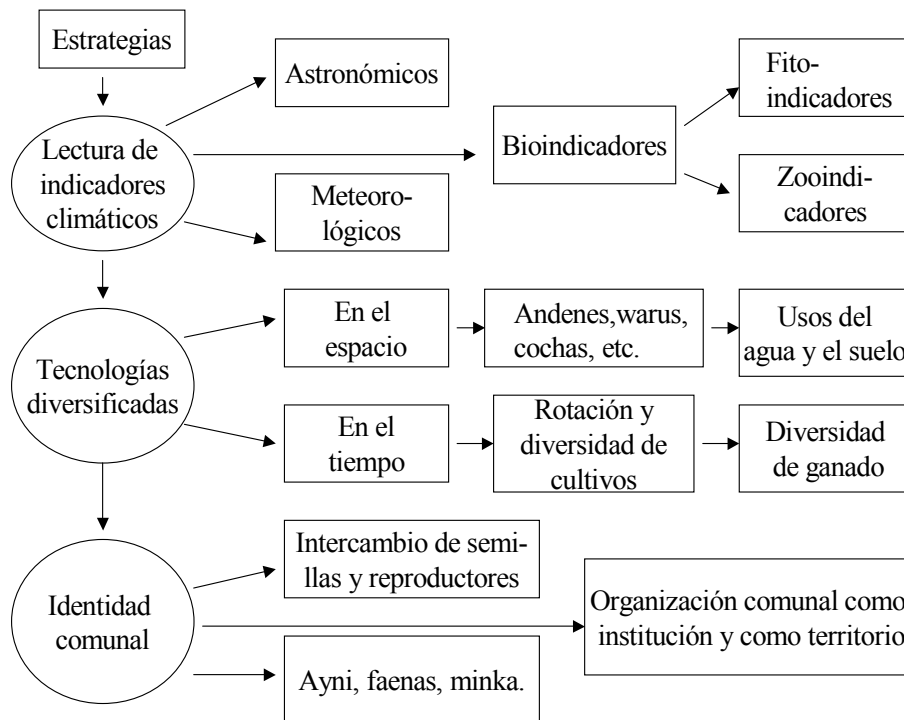 Estrategias
Astronómicos
Fito-
indicadores
Lectura de
indicadores
climáticos
Bioindicadores
Meteoro-
lógicos
Zooindi-
cadores
En el
espacio
Andenes,warus,
cochas, etc.
Usos del
agua y el suelo
Tecnologías
diversificadas
En el
tiempo
Rotación y
diversidad de
cultivos
Diversidad
de ganado
Intercambio de semi-
llas y reproductores
Identidad
comunal
Organización comunal como
institución y como territorio
Ayni, faenas, minka.